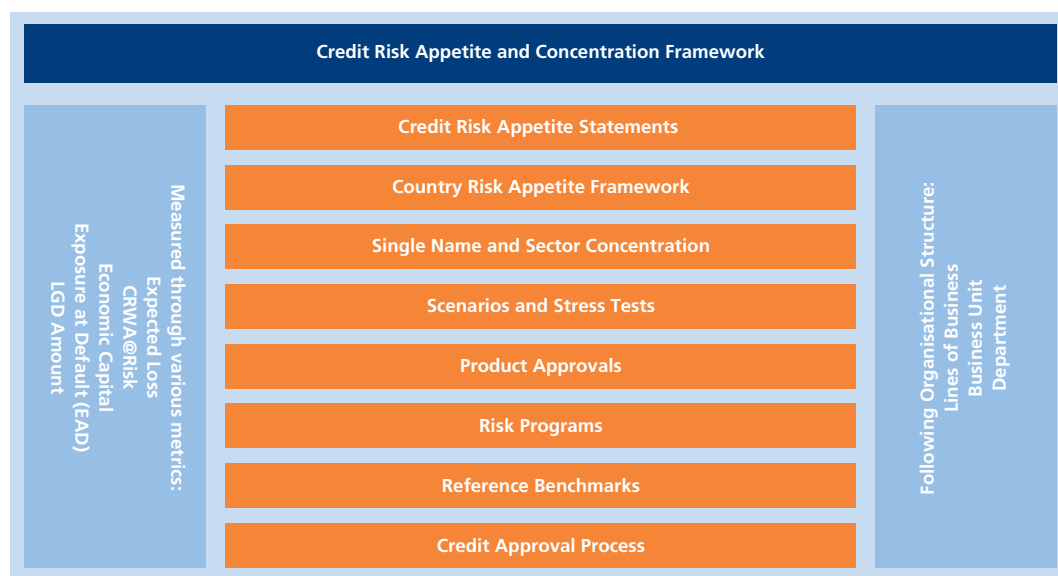 Credit Risk Appetite and Concentration Framework
Measured through various metrics:
Expected Loss
CRWA@Risk
Economic Capital
Exposure at Default (EAD)
LGD Amount
Credit Risk Appetite Statements
Country Risk Appetite Framework
Single Name and Sector Concentration
Scenarios and Stress Tests
Product Approvals
Risk Programs
Reference Benchmarks
Credit Approval Process
Following Organisational Structure:
Lines of Business
Business Unit
Department